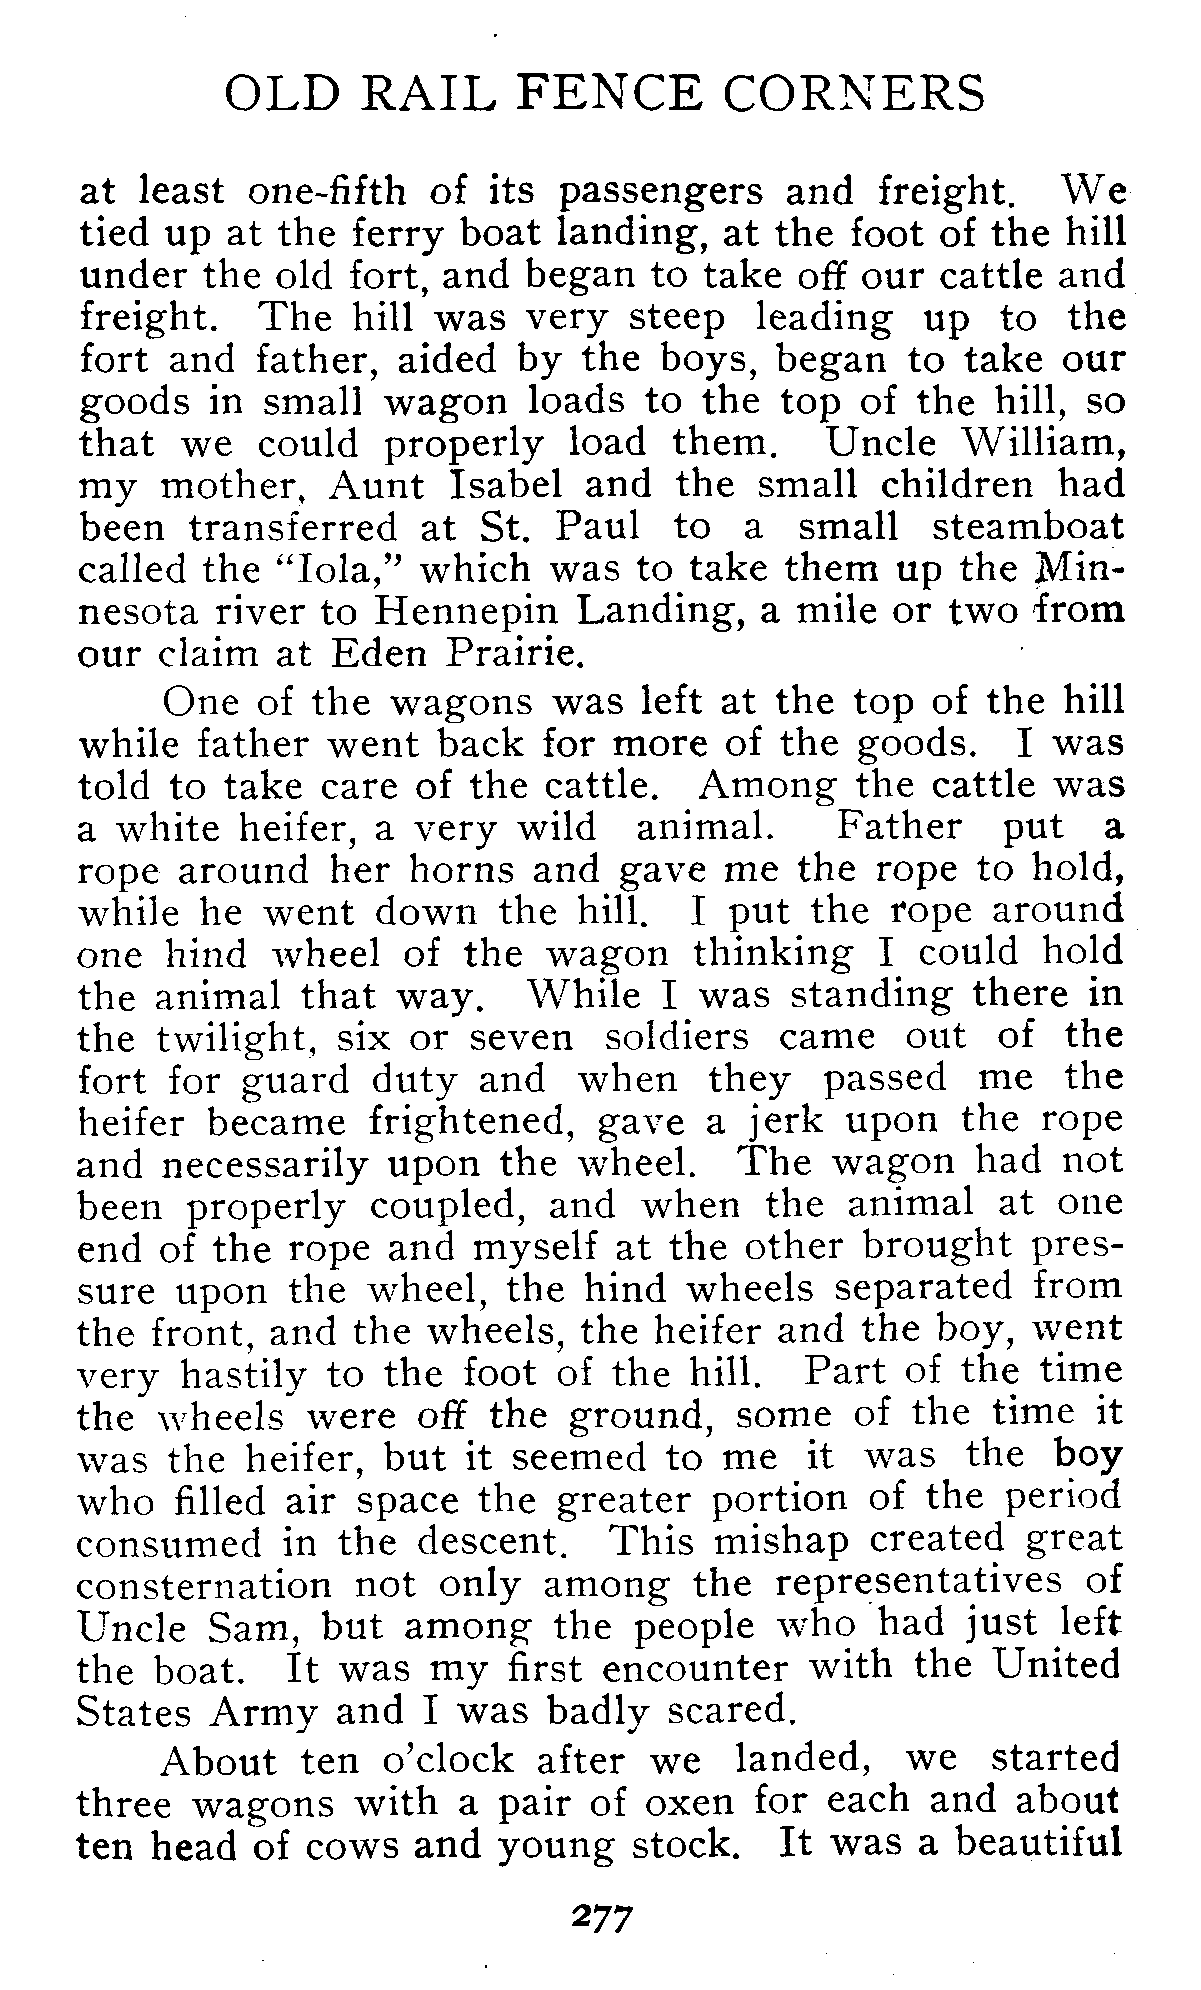 OLD RAIL FENCE CORNERS
at least one-fifth of its passengers and freight. We
tied up at the ferry boat landing, at the foot of the hill
under the old fort, and began to take off our cattle and
freight. The hill was very steep leading up to the
fort and father, aided by the boys, began to take our
goods in small wagon loads to the top of the hill, so
that we could properly load them. Uncle William,
my mother, Aunt Isabel and the small children had
been transferred at St. Paul to a small steamboat
called the "Iola," which was to take them up the Min-
nesota river to Hennepin Landing, a mile or two from
our claim at Eden Prairie.
One of the wagons was left at the top of the hill
while father went back for more of the goods. I was
told to take care of the cattle. Among the cattle was
a white heifer, a very wild animal. Father put a
rope around her horns and gave me the rope to hold,
while he went down the hill. I put the rope around
one hind wheel of the wagon thinking I could hold
the animal that way. While I was standing there in
the twilight, six or seven soldiers came out of the
fort for guard duty and when they passed me the
heifer became frightened, gave a jerk upon the rope
and necessarily upon the wheel. The wagon had not
been properly coupled, and when the animal at one
end of the rope and myself at the other brought pres-
sure upon the wheel, the hind wheels separated from
the front, and the wheels, the heifer and the boy, went
very hastily to the foot of the hill. Part of the time
the wheels were off the ground, some of the time it
was the heifer, but it seemed to me it was the boy
who filled air space the greater portion of the period
consumed in the descent. This mishap created great
consternation not only among the representatives of
Uncle Sam, but among the people who had just left
the boat. It was my first encounter with the United
States Army and I was badly scared.
About ten o'clock after we landed, we started
three wagons with a pair of oxen for each and about
ten head of cows and young stock. It was a beautiful
277